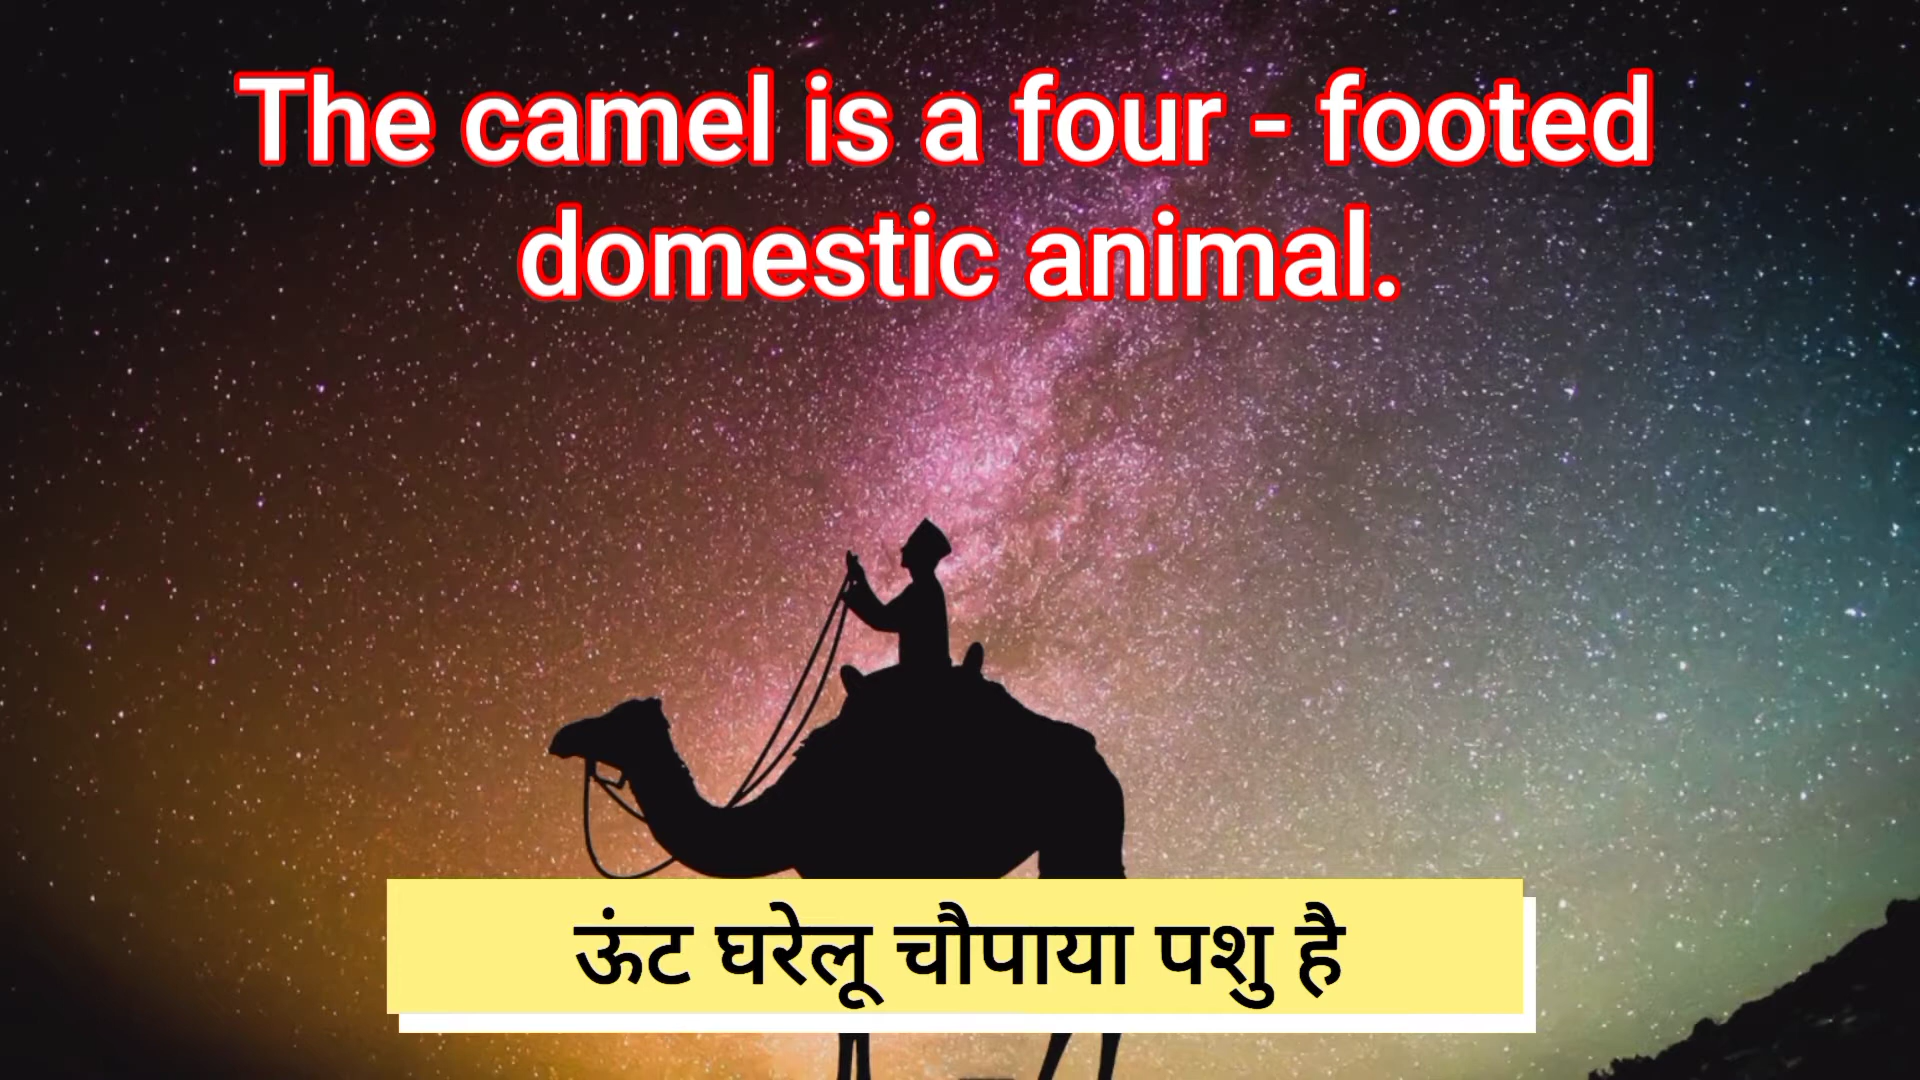 The camel is a four - footed
domestic animal.
ऊंट घरेलू चौपाया पशु है